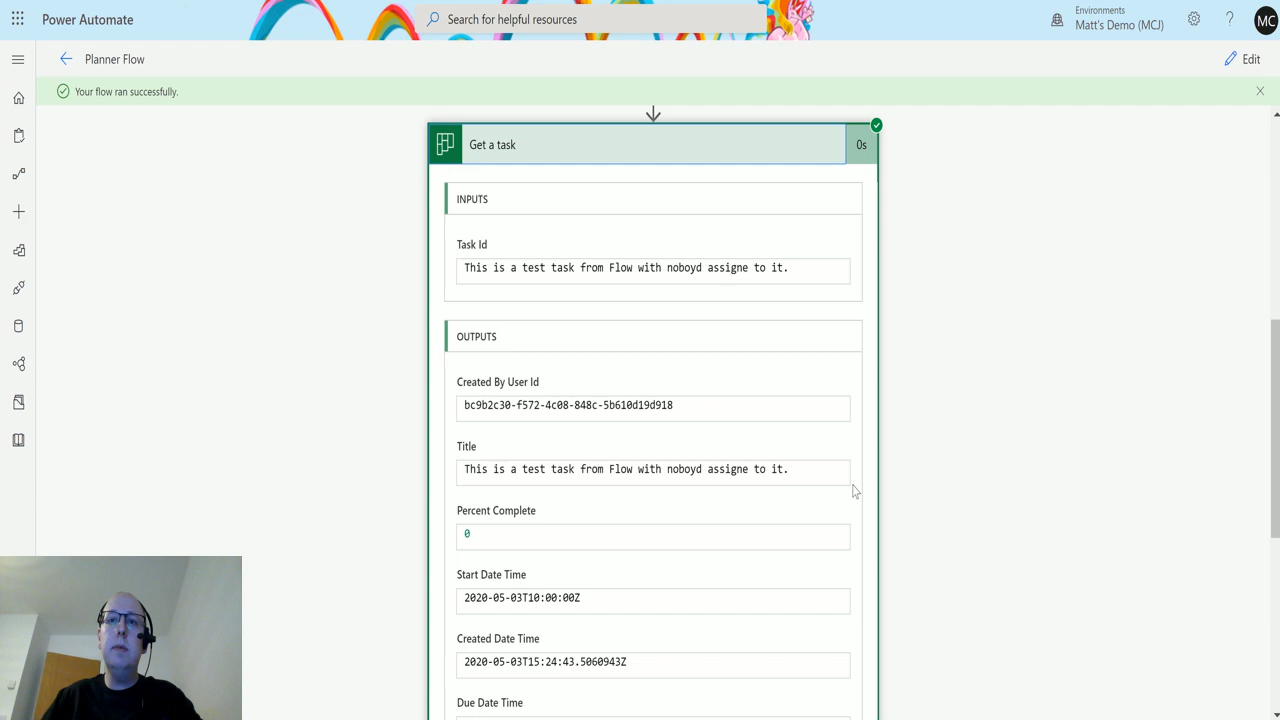 Power Automate
Search for helpful resources
Environments
Matt's Demo (MCJ)
?
MC
Planner Flow
Edit
Your flow ran successfully.
Get a task
0s
INPUTS
Task Id
This is a test task from Flow with noboyd assigne to it.
OUTPUTS
Created By User Id
bc9b2c30-f572-4c08-848c-5b610d19d918
Title
This is a test task from Flow with noboyd assigne to it.
Percent Complete
0
Start Date Time
2020-05-03T10:00:00Z
Created Date Time
2020-05-03T15:24:43.5060943Z
Due Date Time